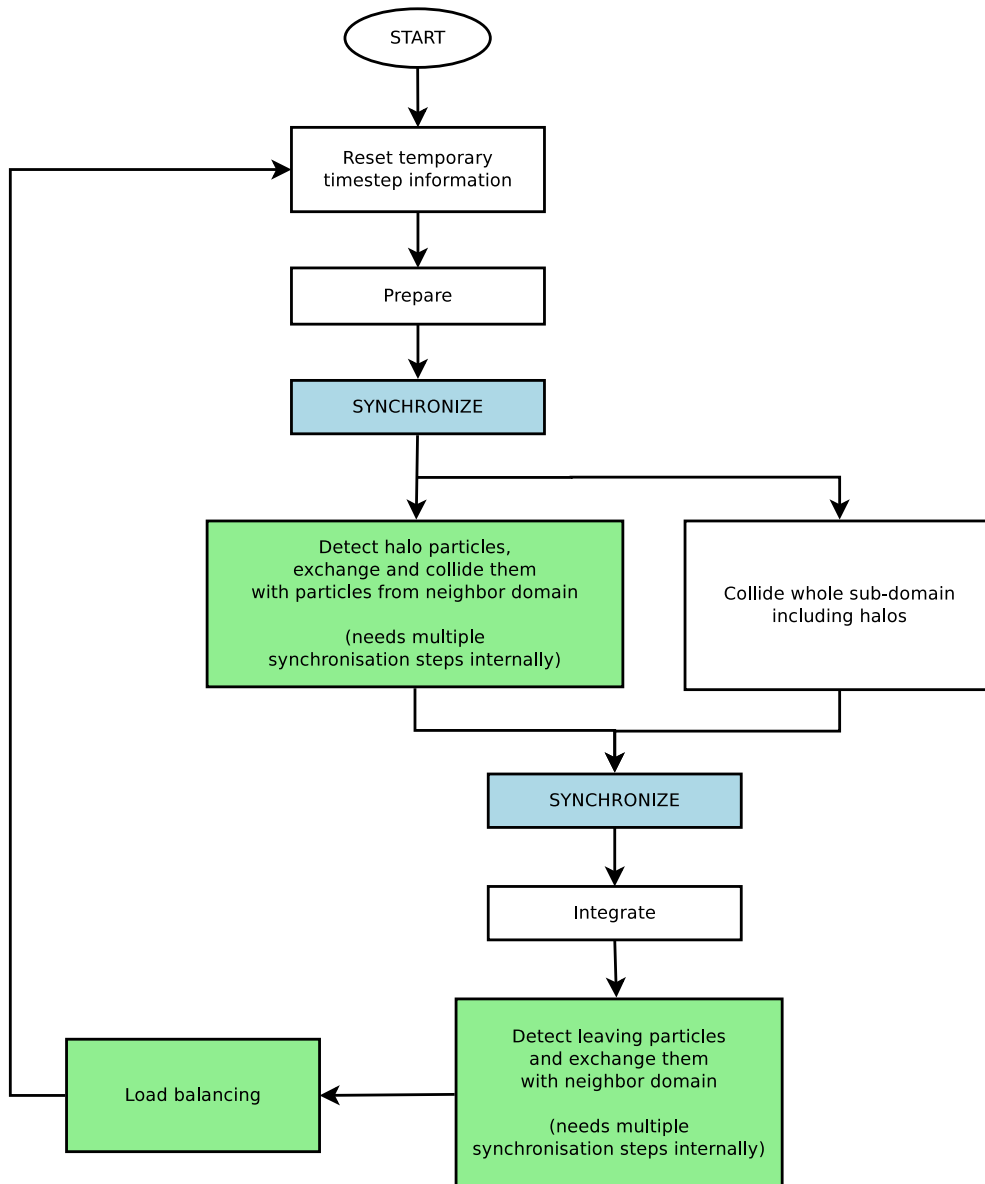 START
Reset temporary
timestep information
Prepare
SYNCHRONIZE
Detect halo particles,
exchange and collide them
with particles from neighbor domain
(needs multiple
synchronisation steps internally)
Collide whole sub-domain
including halos
SYNCHRONIZE
Integrate
Detect leaving particles
and exchange them
with neighbor domain
(needs multiple
synchronisation steps internally)
Load balancing